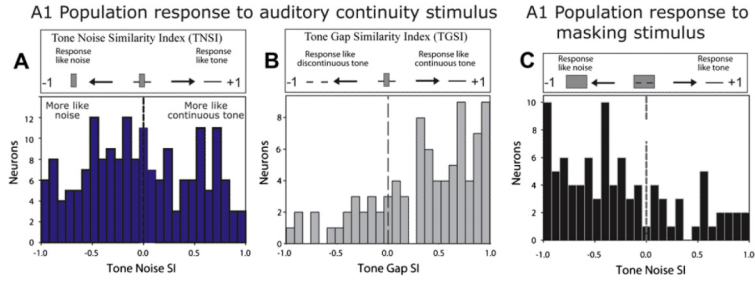 A1 Population response to auditory continuity stimulus
A1 Population response to
masking stimulus
A
Tone Noise Similarity Index (TNSI)
Response
like noise
Response
like tone
-1
+1
More like
noise
More like
continuous tone
Neurons
12
10
8
6
4
2
0
-1.0
-0.5
0.0
0.5
1.0
Tone Noise SI
B
Tone Gap Similarity Index (TGSI)
Response like
discontinuous tone
Response like
continuous tone
-1
+1
Neurons
8
6
4
2
0
-1.0
-0.5
0.0
0.5
1.0
Tone Gap SI
C
Response
like noise
Response
like tone
-1
+1
Neurons
10
8
6
4
2
0
-1.0
-0.5
0.0
0.5
1.0
Tone Noise SI